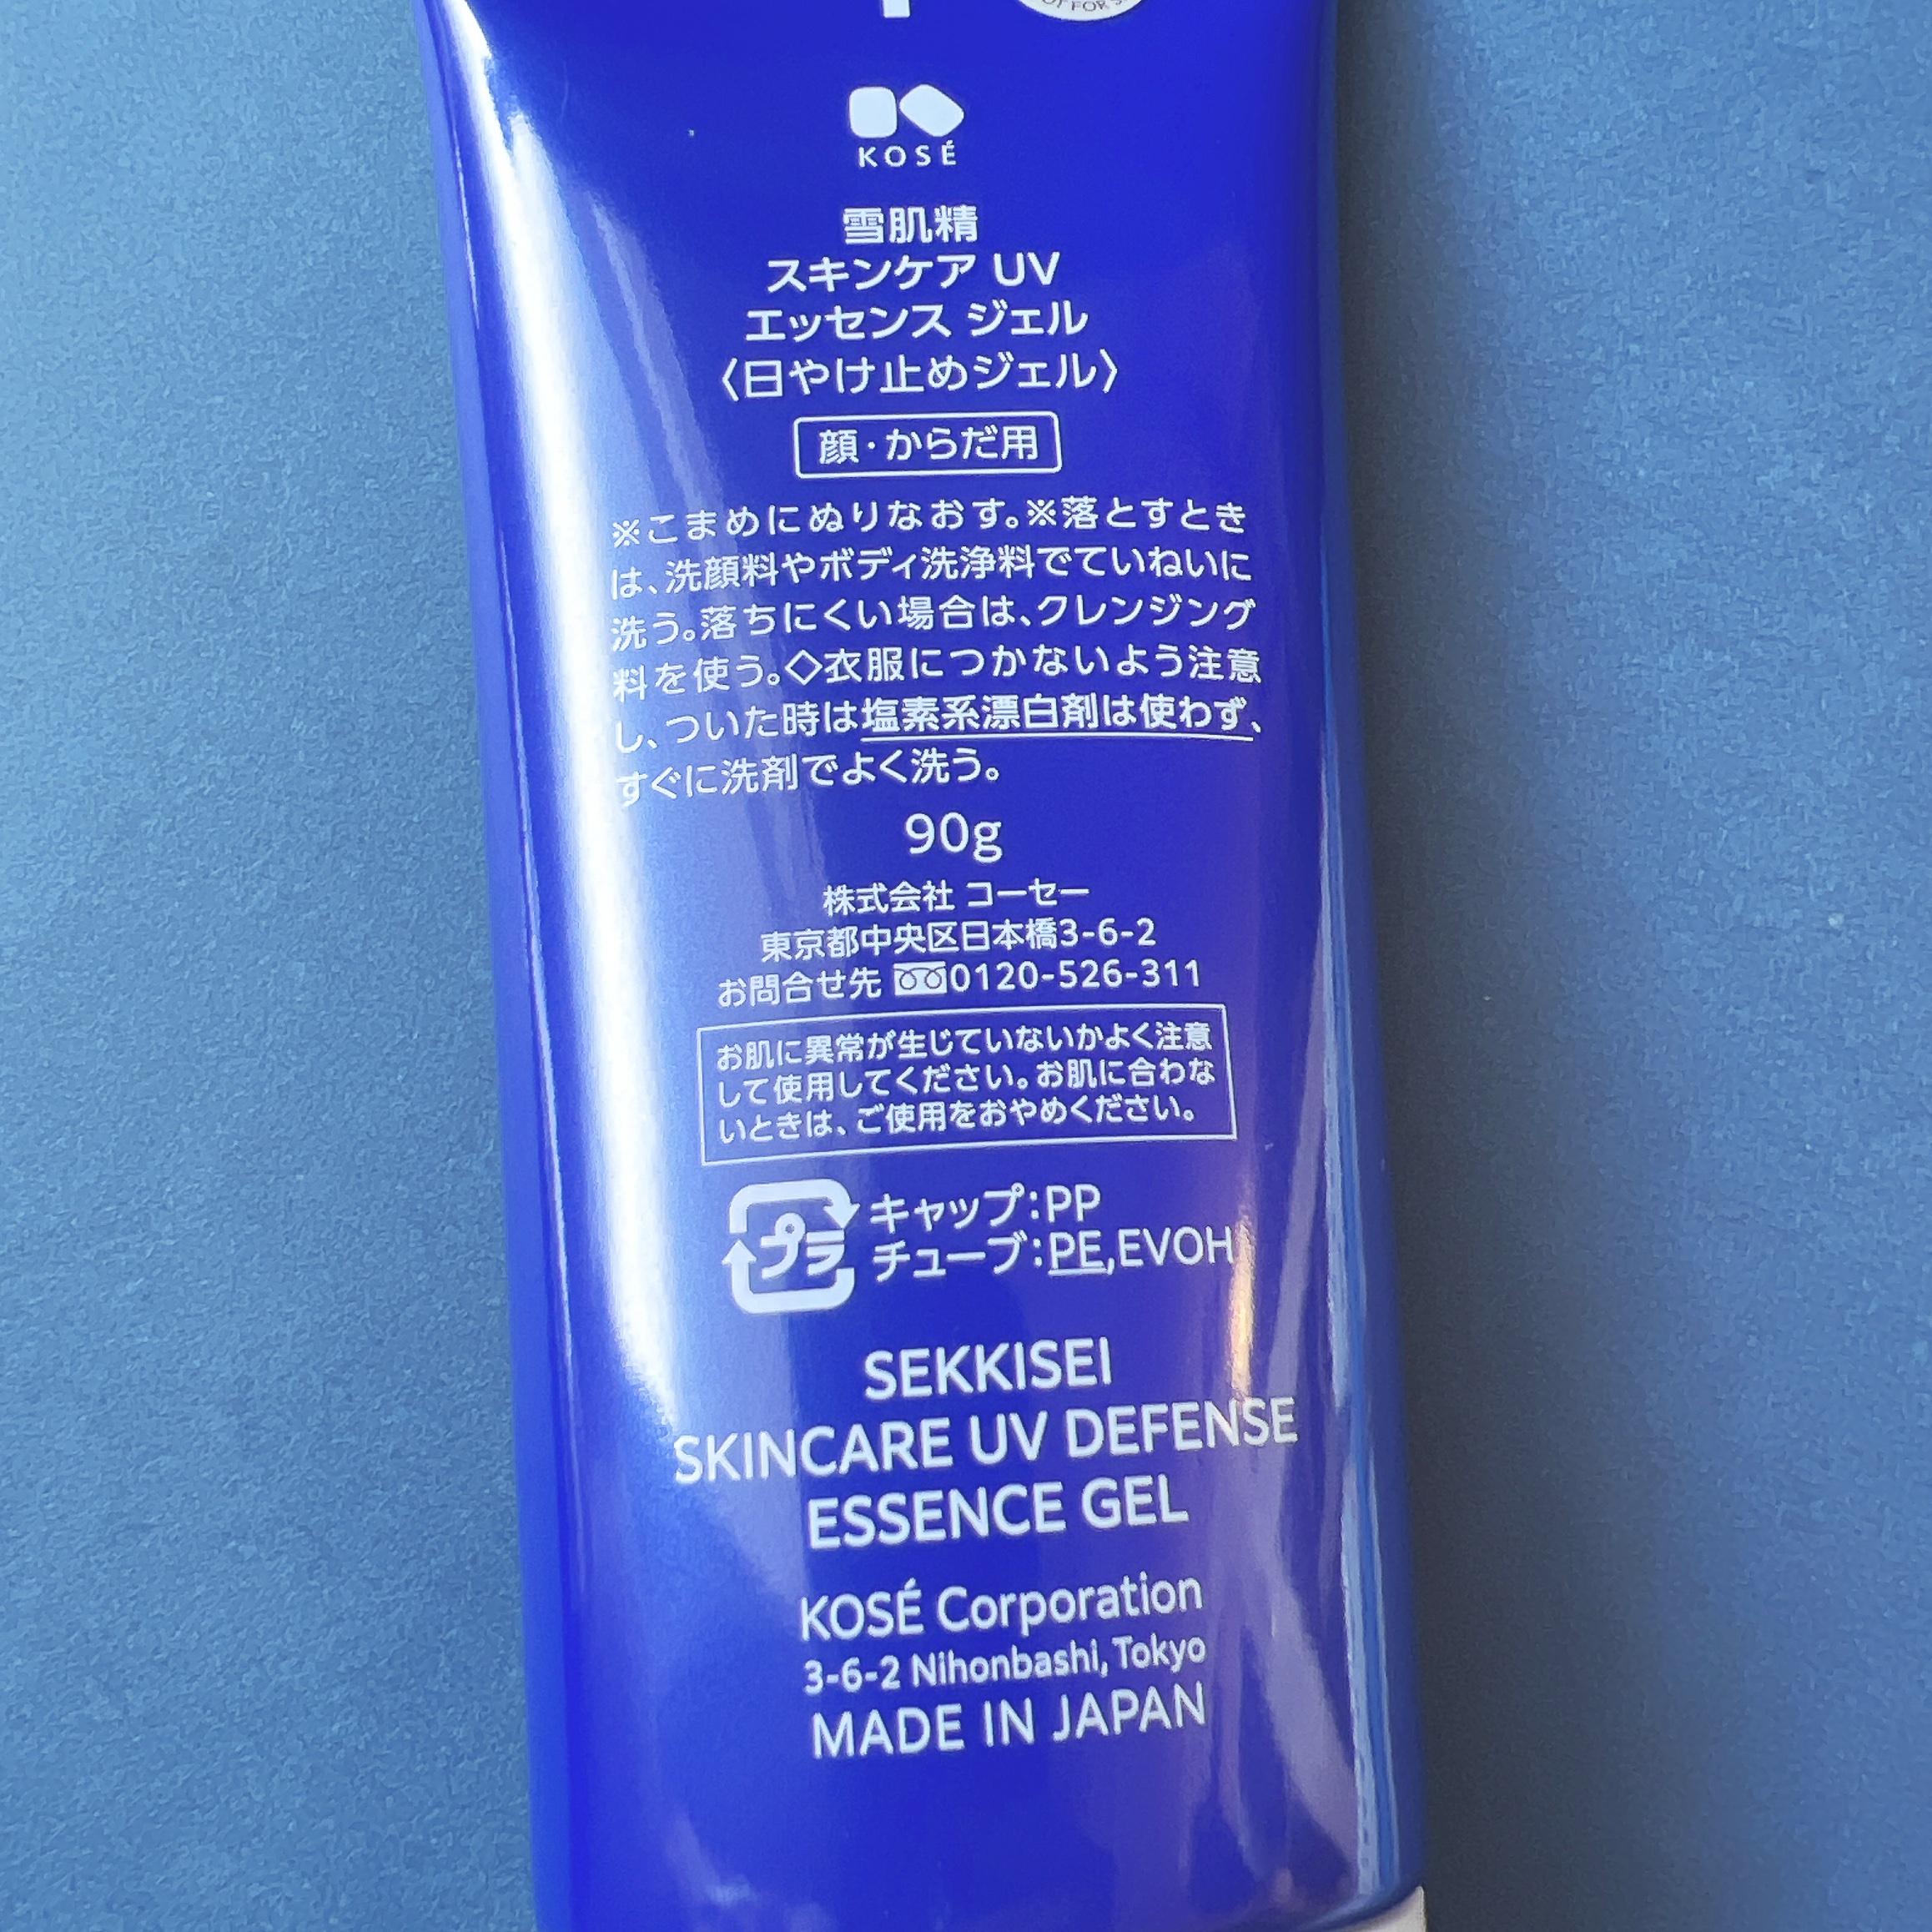 KOSÉ
雪肌精
スキンケア UV
エッセンス ジェル
〈日やけ止めジェル〉
顔・からだ用
※こまめにぬりなおす。※落とすとき
は、洗顔料やボディ洗浄料でていねいに
洗う。落ちにくい場合は、クレンジング
料を使う。◇衣服につかないよう注意
し、ついた時は塩素系漂白剤は使わず、
すぐに洗剤でよく洗う。
90g
株式会社 コーセー
東京都中央区日本橋3-6-2
お問合せ先 0120-526-311
お肌に異常が生じていないかよく注意
して使用してください。お肌に合わな
いときは、ご使用をおやめください。
プラ
キャップ:PP
チューブ:PE,EVOH
SEKKISEI
SKINCARE UV DEFENSE
ESSENCE GEL
KOSÉ Corporation
3-6-2 Nihonbashi, Tokyo
MADE IN JAPAN